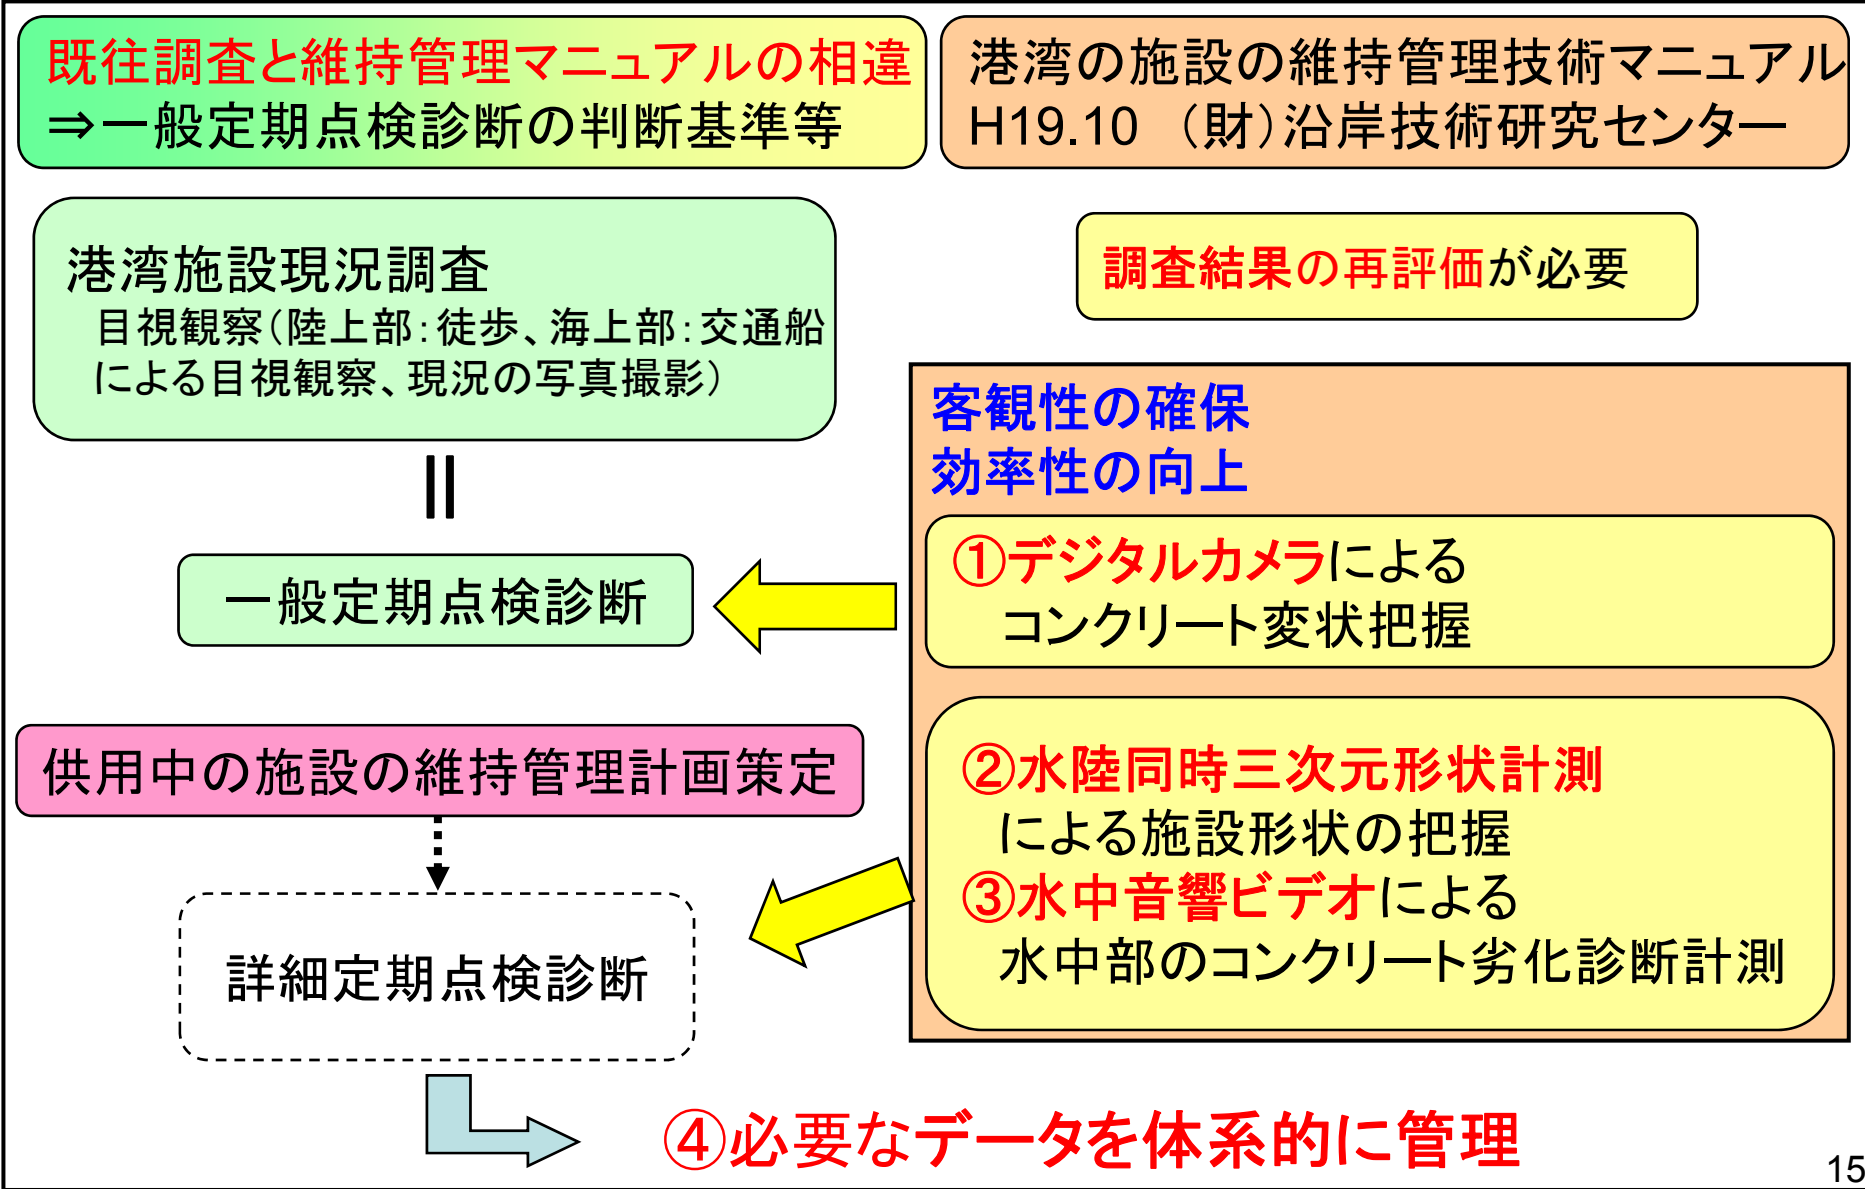 既往調査と維持管理マニュアルの相違
⇒一般定期点検診断の判断基準等
港湾の施設の維持管理技術マニュアル
H19.10 (財)沿岸技術研究センター
港湾施設現況調査
目視観察(陸上部:徒歩、海上部:交通船
による目視観察、現況の写真撮影)
調査結果の再評価が必要
客観性の確保
効率性の向上
①デジタルカメラによる
コンクリート変状把握
一般定期点検診断
供用中の施設の維持管理計画策定
②水陸同時三次元形状計測
による施設形状の把握
③水中音響ビデオによる
水中部のコンクリート劣化診断計測
詳細定期点検診断
④必要なデータを体系的に管理
15